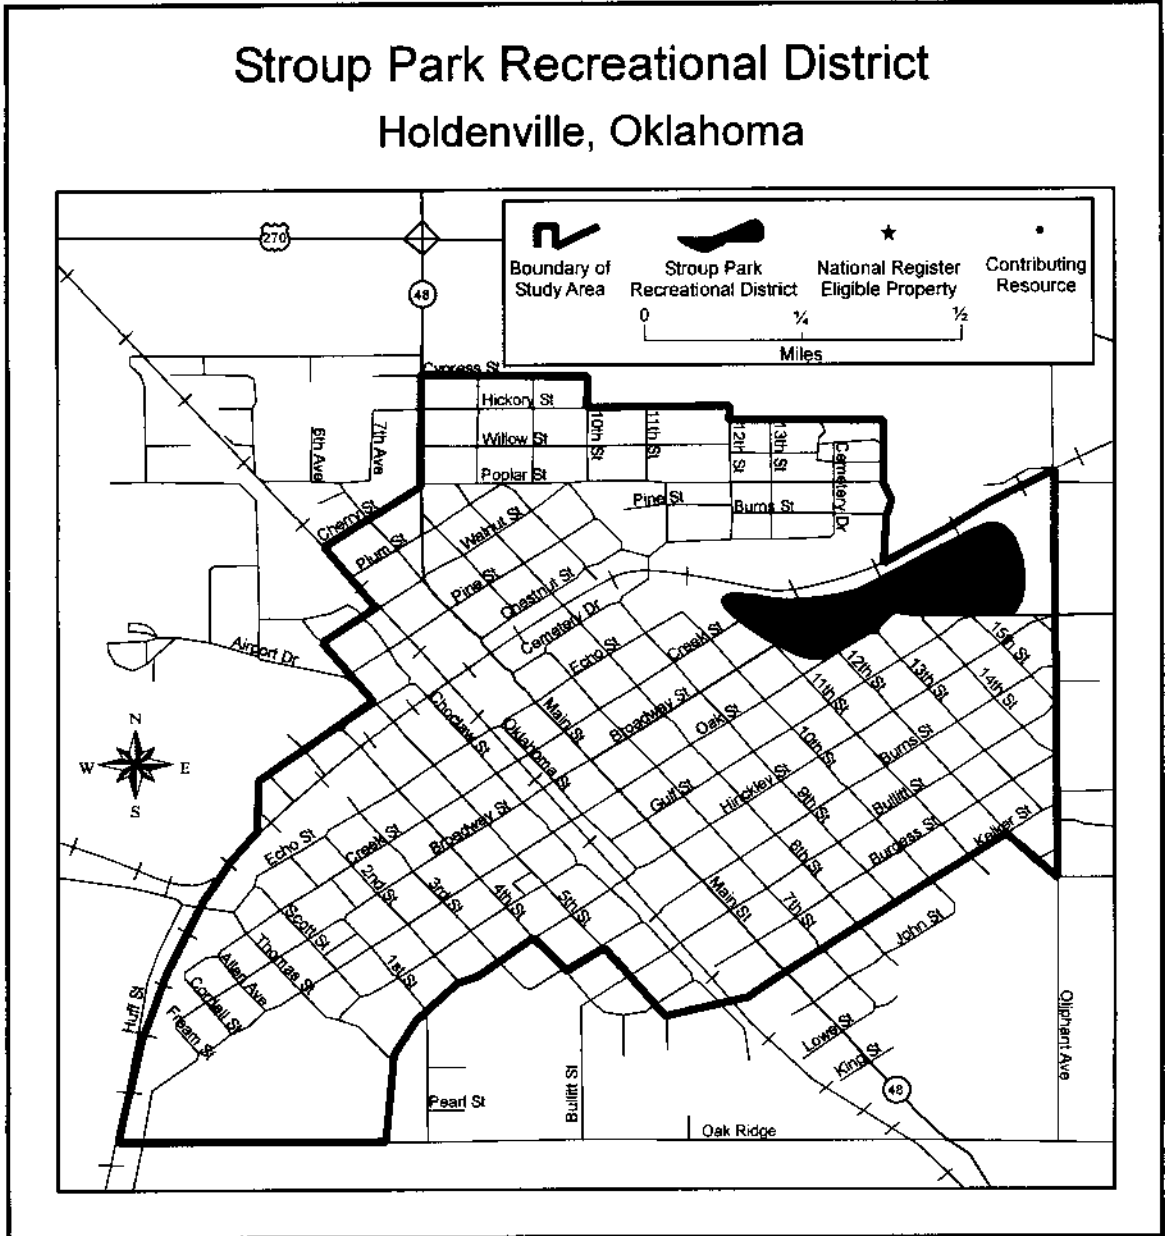 Stroup Park Recreational District
Holdenville, Oklahoma
270
48
Boundary of
Study Area
Stroup Park
Recreational District
National Register
Eligible Property
Contributing
Resource
0
¼
½
Miles
Cypress St
Hickory St
Willow St
Poplar St
6th Ave
7th Ave
10th St
11th St
12th St
13th St
Cemetery Dr
Pine St
Burns St
Cherry St
Plum St
Walnut St
Pine St
Chestnut St
Cemetery Dr
Echo St
Creek St
Airport Dr
Choctaw St
Oklahoma St
Main St
Broadway St
Oak St
11th St
12th St
13th St
14th St
15th St
N
W
E
S
10th St
Burns St
Gulf St
Hinckley St
9th St
Bullitt St
Echo St
Creek St
Broadway St
8th St
Burgess St
Keiker St
2nd St
3rd St
4th St
5th St
Main St
7th St
John St
Scott St
Thomas St
1st St
Allen Ave
Cordell St
Fream St
Huff St
Lowe St
King St
48
Oliphant Ave
Pearl St
Bullitt St
Oak Ridge